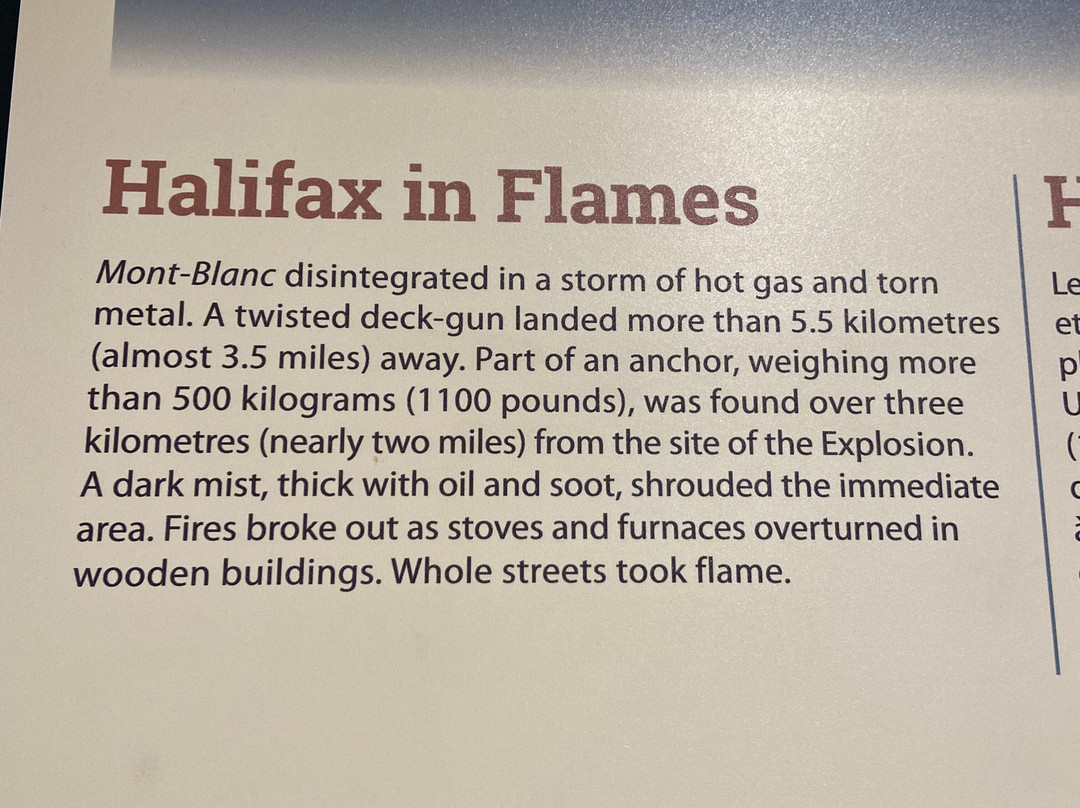 Halifax in Flames
Mont-Blanc disintegrated in a storm of hot gas and torn
metal. A twisted deck-gun landed more than 5.5 kilometres
(almost 3.5 miles) away. Part of an anchor, weighing more
than 500 kilograms (1100 pounds), was found over three
kilometres (nearly two miles) from the site of the Explosion.
A dark mist, thick with oil and soot, shrouded the immediate
area. Fires broke out as stoves and furnaces overturned in
wooden buildings. Whole streets took flame.
H
Le
et